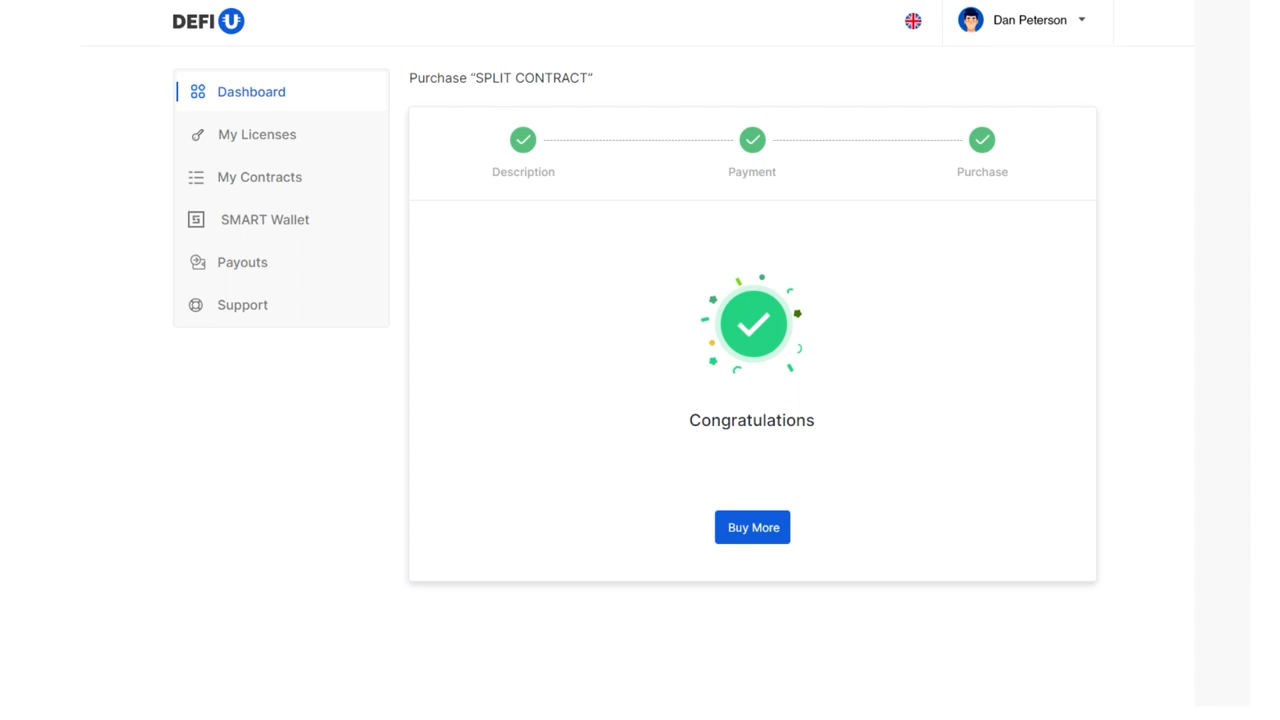 DEFI U
Dan Peterson
Dashboard
My Licenses
My Contracts
SMART Wallet
Payouts
Support
Purchase “SPLIT CONTRACT”
Description
Payment
Purchase
Congratulations
Buy More